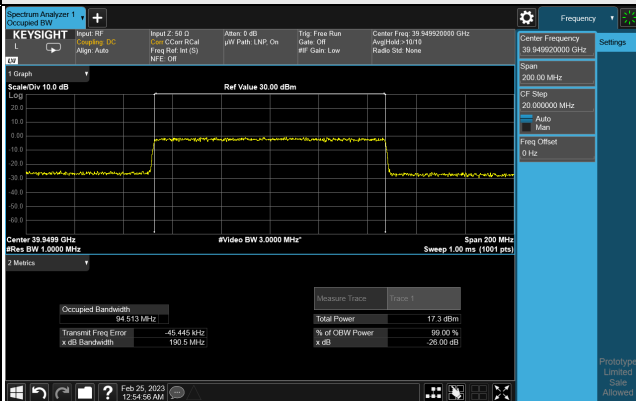 Spectrum Analyzer 1
Occupied BW
+
Frequency
KEYSIGHT
L
LXI
Input: RF
Coupling: DC
Align: Auto
Input Z: 50 Ω
Corr CCorr RCal
Freq Ref: Int (S)
NFE: Off
Atten: 0 dB
µW Path: LNP, On
Trig: Free Run
Gate: Off
#IF Gain: Low
Center Freq: 39.949920000 GHz
Avg|Hold:>10/10
Radio Std: None
Center Frequency
39.949920000 GHz
Settings
Span
200.00 MHz
CF Step
20.000000 MHz
Auto
Man
Freq Offset
0 Hz
1 Graph
Scale/Div 10.0 dB
Ref Value 30.00 dBm
Log
20.0
10.0
0.00
-10.0
-20.0
-30.0
-40.0
-50.0
-60.0
Center 39.9499 GHz
#Video BW 3.0000 MHz*
Span 200 MHz
#Res BW 1.0000 MHz
Sweep 1.00 ms (1001 pts)
2 Metrics
Measure Trace
Trace 1
Occupied Bandwidth
94.513 MHz
Total Power
17.3 dBm
Transmit Freq Error
-45.445 kHz
% of OBW Power
99.00 %
x dB Bandwidth
190.5 MHz
x dB
-26.00 dB
Prototype
Limited
Sale
Allowed
?
Feb 25, 2023
12:54:56 AM